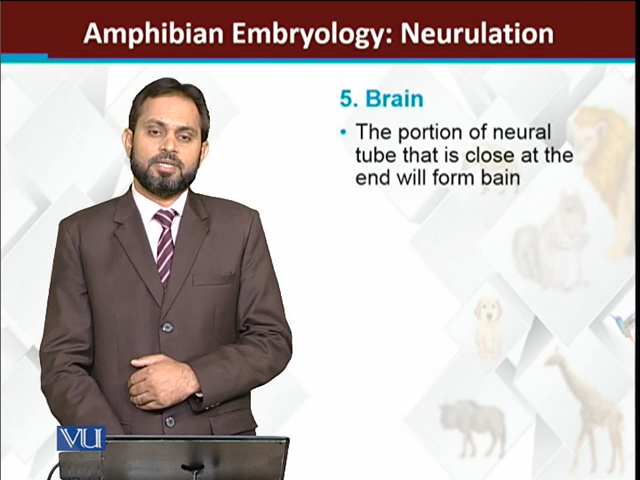 Amphibian Embryology: Neurulation
5. Brain
• The portion of neural
tube that is close at the
end will form bain
VU